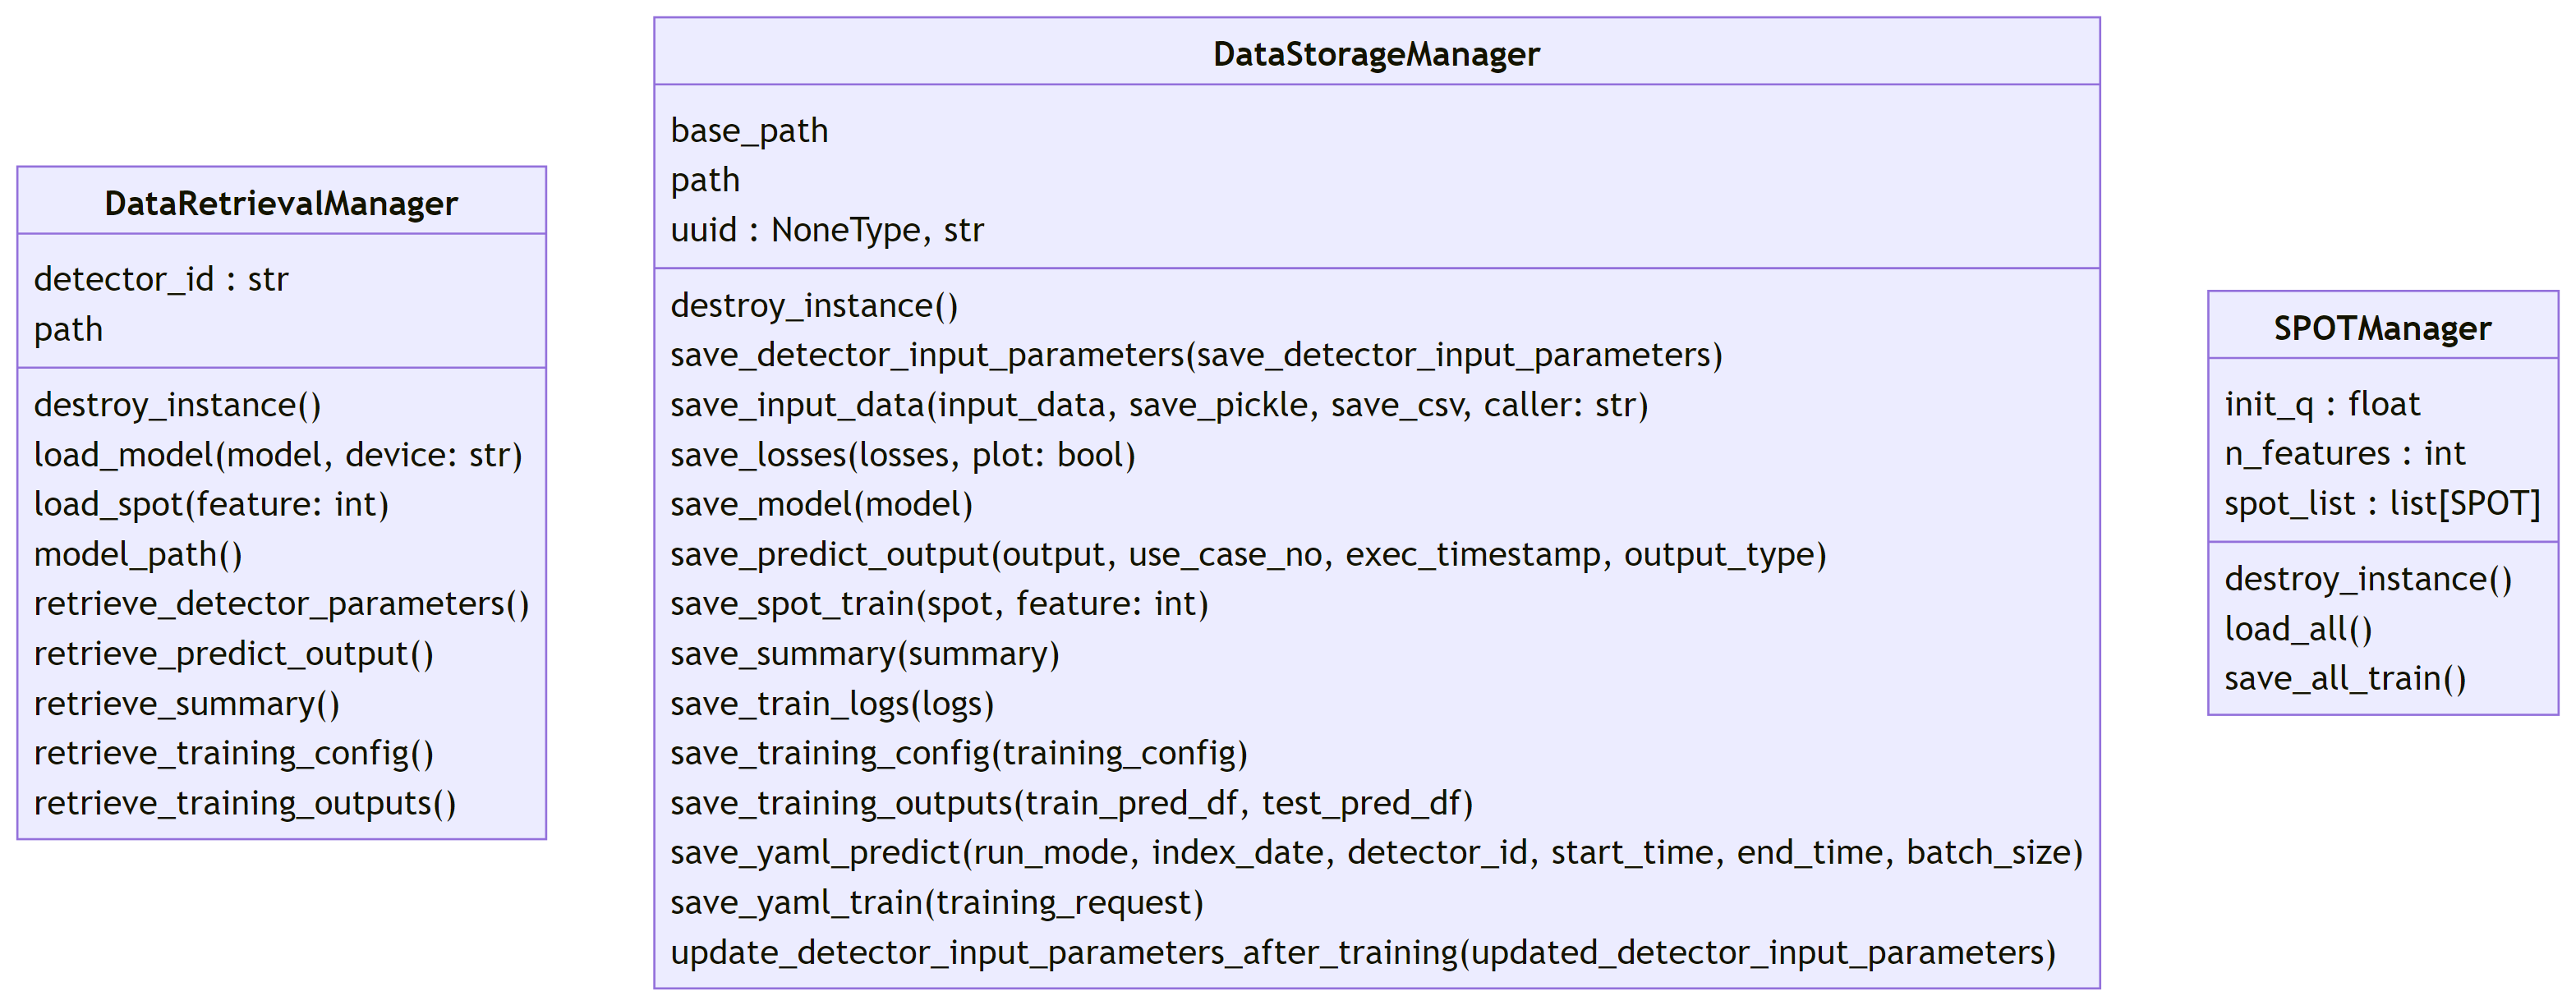 DataRetrievalManager
detector_id : str
path
destroy_instance()
load_model(model, device: str)
load_spot(feature: int)
model_path()
retrieve_detector_parameters()
retrieve_predict_output()
retrieve_summary()
retrieve_training_config()
retrieve_training_outputs()
DataStorageManager
base_path
path
uuid : NoneType, str
destroy_instance()
save_detector_input_parameters(save_detector_input_parameters)
save_input_data(input_data, save_pickle, save_csv, caller: str)
save_losses(losses, plot: bool)
save_model(model)
save_predict_output(output, use_case_no, exec_timestamp, output_type)
save_spot_train(spot, feature: int)
save_summary(summary)
save_train_logs(logs)
save_training_config(training_config)
save_training_outputs(train_pred_df, test_pred_df)
save_yaml_predict(run_mode, index_date, detector_id, start_time, end_time, batch_size)
save_yaml_train(training_request)
update_detector_input_parameters_after_training(updated_detector_input_parameters)
SPOTManager
init_q : float
n_features : int
spot_list : list[SPOT]
destroy_instance()
load_all()
save_all_train()